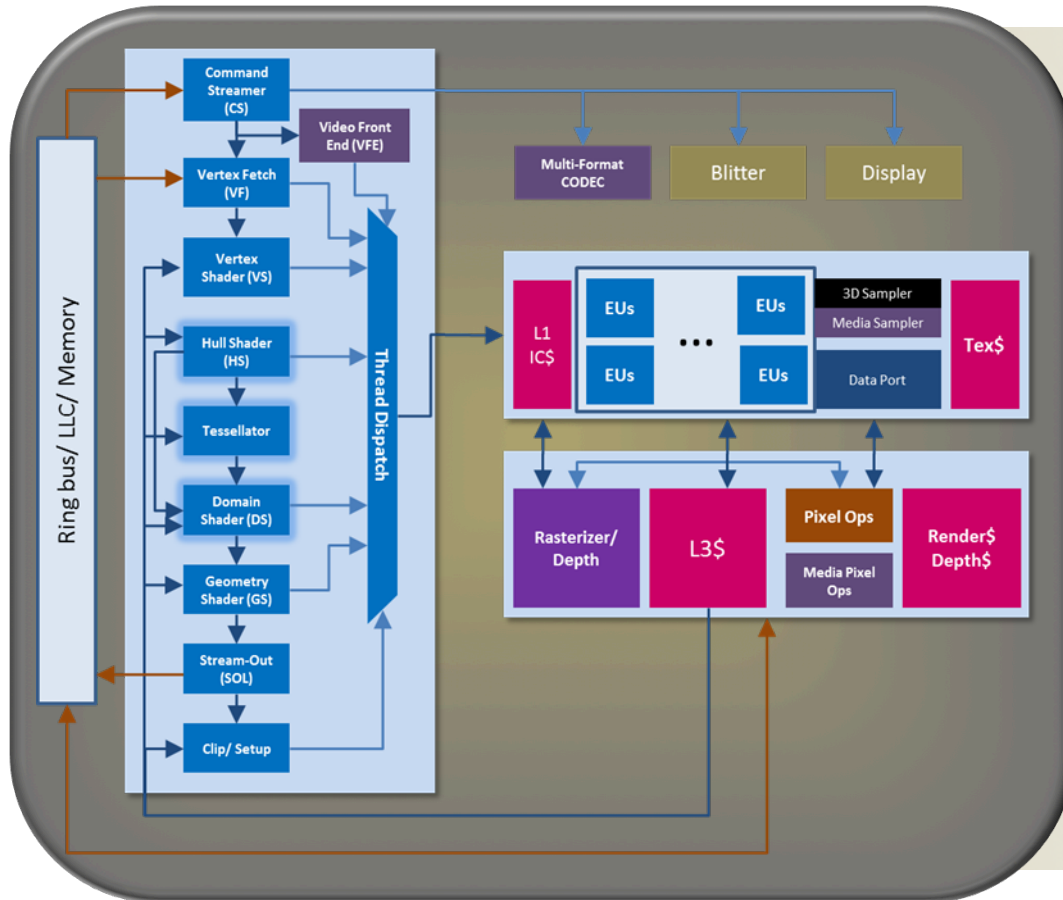 Command
Streamer
(CS)
Video Front
End (VFE)
Multi-Format
CODEC
Blitter
Display
Vertex Fetch
(VF)
Vertex
Shader (VS)
Hull Shader
(HS)
Tessellator
Domain
Shader (DS)
Geometry
Shader (GS)
Stream-Out
(SOL)
Clip/ Setup
Ring bus/ LLC/ Memory
Thread Dispatch
L1
IC$
EUs
EUs
...
EUs
EUs
3D Sampler
Media Sampler
Data Port
Tex$
Rasterizer/
Depth
L3$
Pixel Ops
Media Pixel
Ops
Render$
Depth$